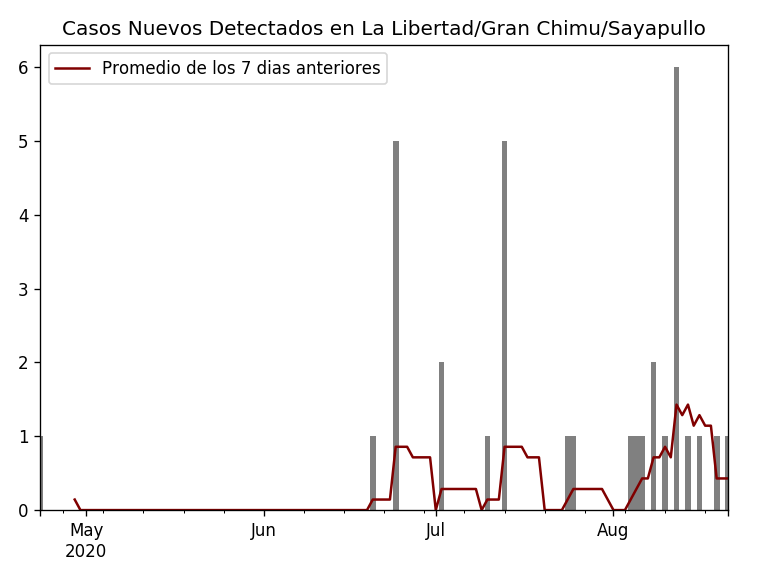 Casos Nuevos Detectados en La Libertad/Gran Chimu/Sayapullo
Promedio de los 7 dias anteriores
6
5
4
3
2
1
0
May Jun Jul Aug
2020